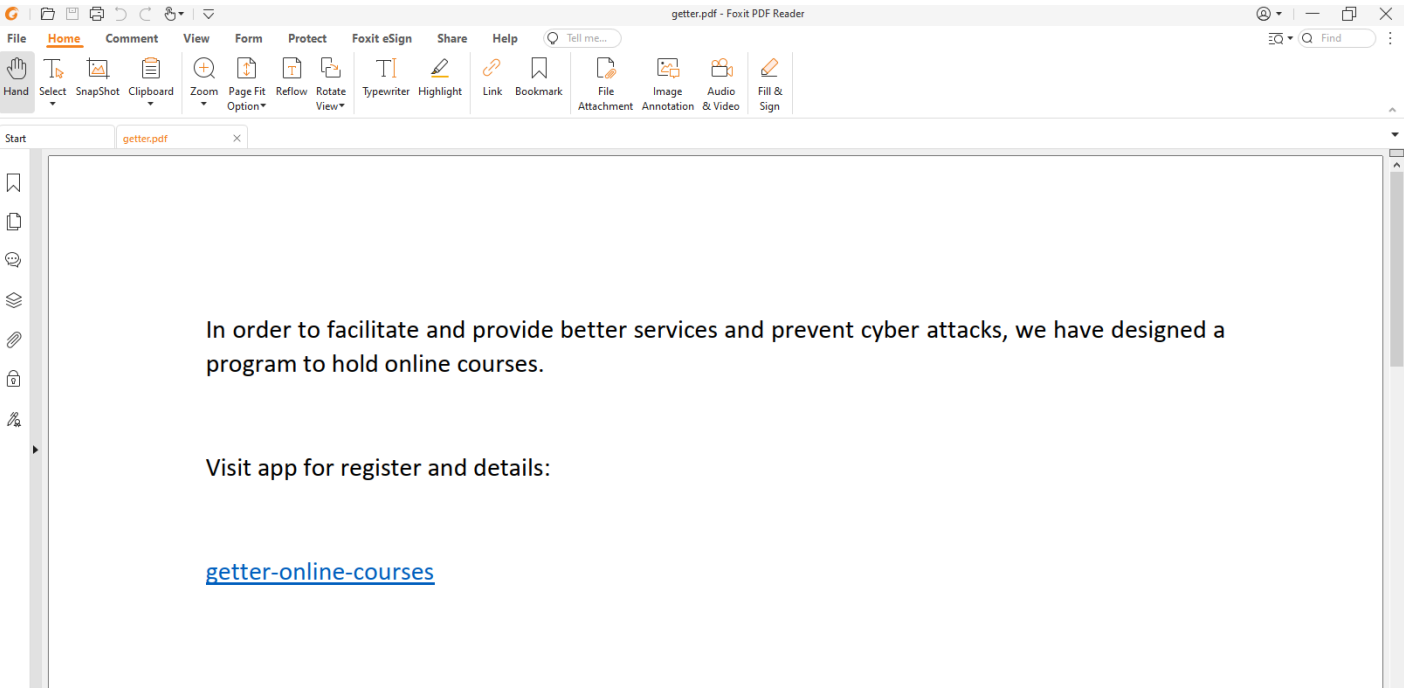 getter.pdf - Foxit PDF Reader
File Home Comment View Form Protect Foxit eSign Share Help Tell me... Find
Hand Select SnapShot Clipboard Zoom Page Fit Option Reflow Rotate View Typewriter Highlight Link Bookmark File Attachment Image Annotation Audio & Video Fill & Sign
Start getter.pdf
In order to facilitate and provide better services and prevent cyber attacks, we have designed a
program to hold online courses.
Visit app for register and details:
getter-online-courses